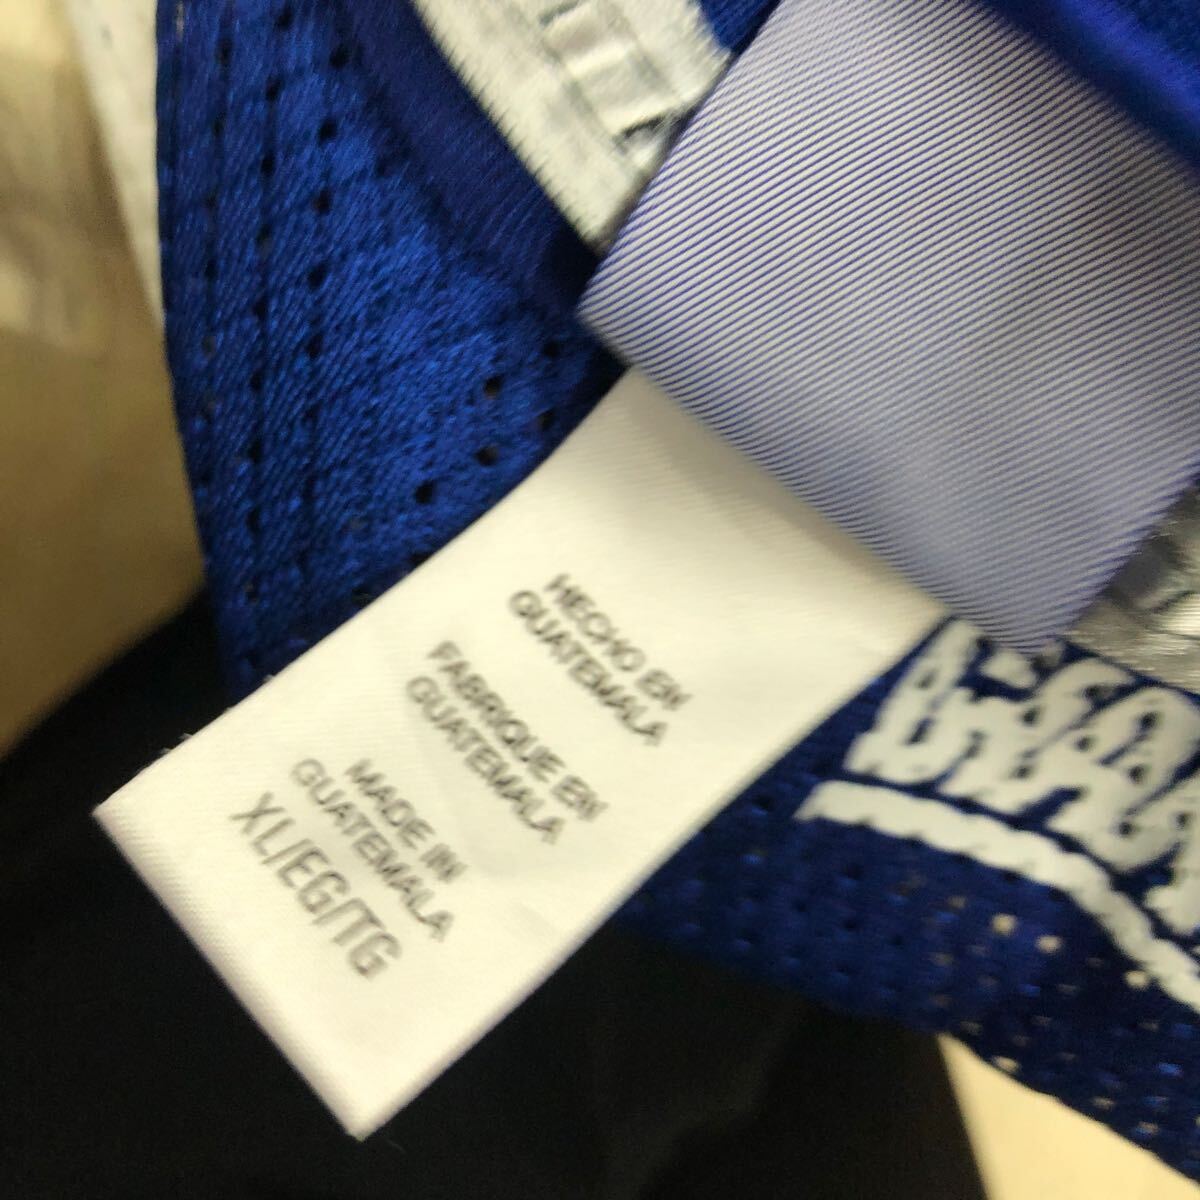 HECHO EN
GUATEMALA
FABRIQUE EN
GUATEMALA
MADE IN
GUATEMALA
XL/EG/TG